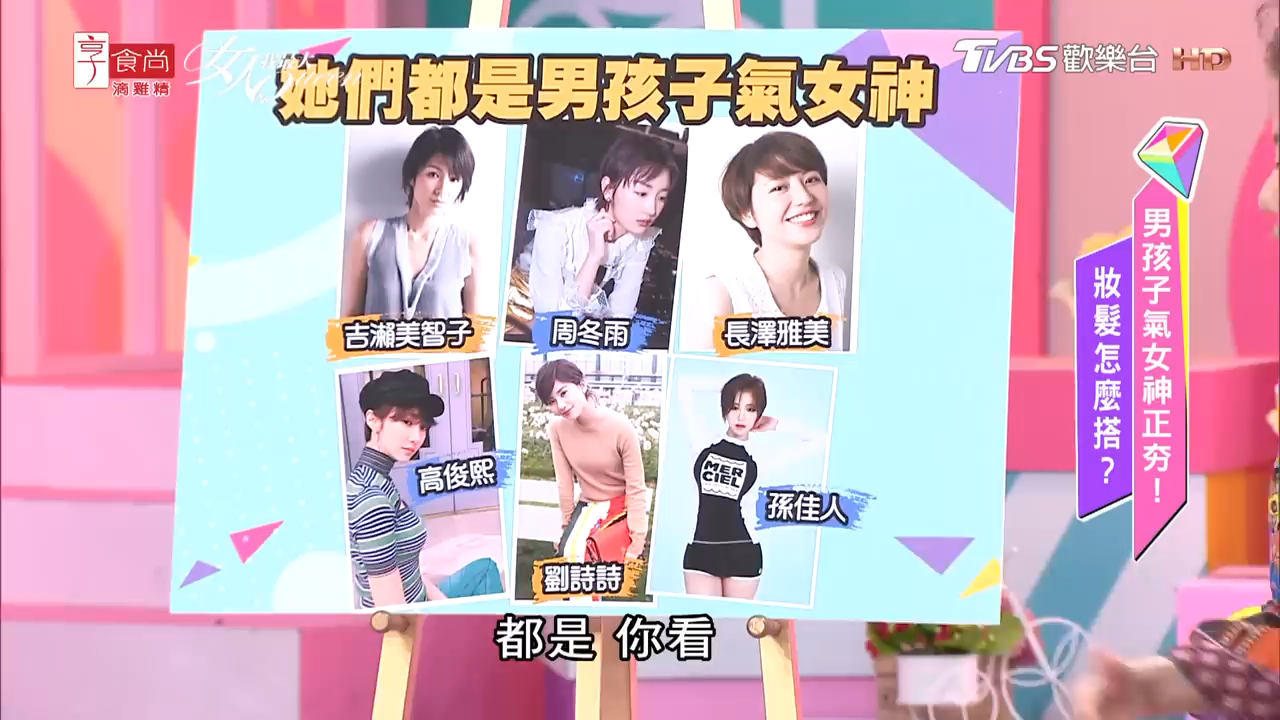 享
食尚
滴雞精
女人我最大
Queen
TVBS歡樂台 HD
她們都是男孩子氣女神
吉瀨美智子
周冬雨
長澤雅美
高俊熙
劉詩詩
孫佳人
MER
CIEL
男孩子氣女神正夯！
妝髮怎麼搭？
都是 你看